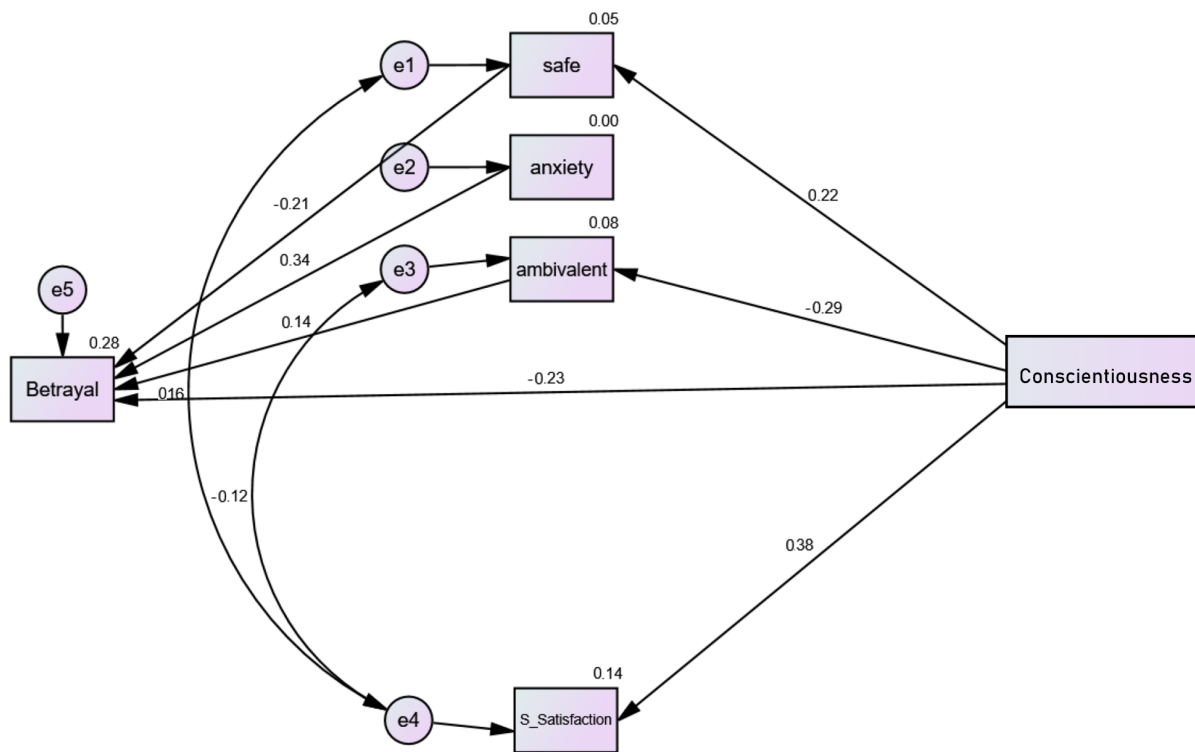 0.05
e1
safe
0.00
e2
anxiety
0.22
-0.21
0.08
0.34
e3
ambivalent
e5
-0.29
0.14
0.28
Conscientiousness
-0.23
Betrayal
016
-0.12
0.38
0.14
e4
S_Satisfaction